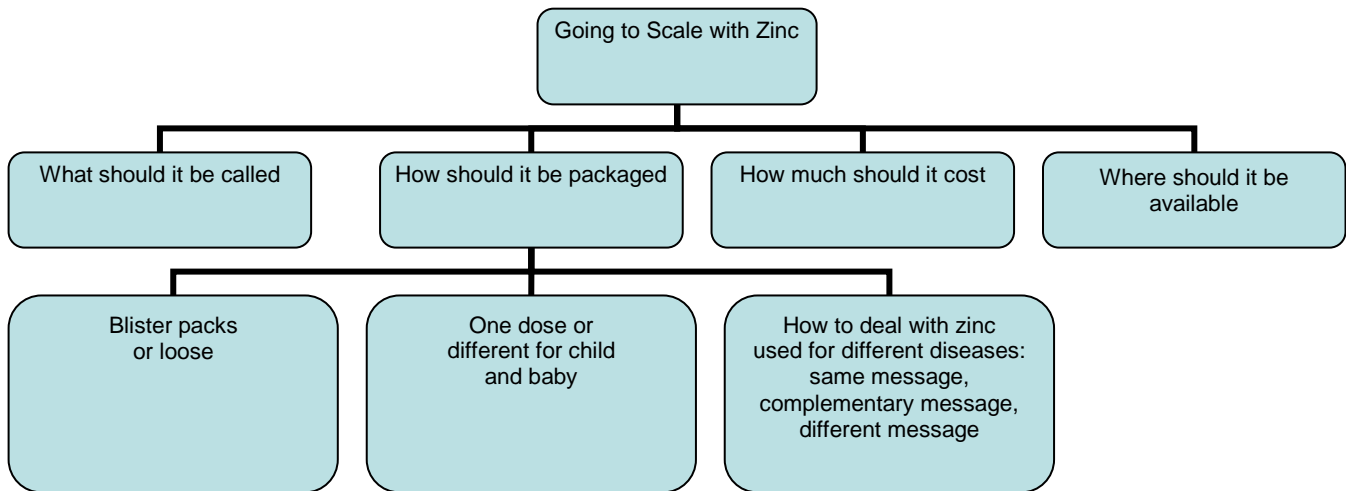 Going to Scale with Zinc
What should it be called
How should it be packaged
How much should it cost
Where should it be
available
Blister packs
or loose
One dose or
different for child
and baby
How to deal with zinc
used for different diseases:
same message,
complementary message,
different message